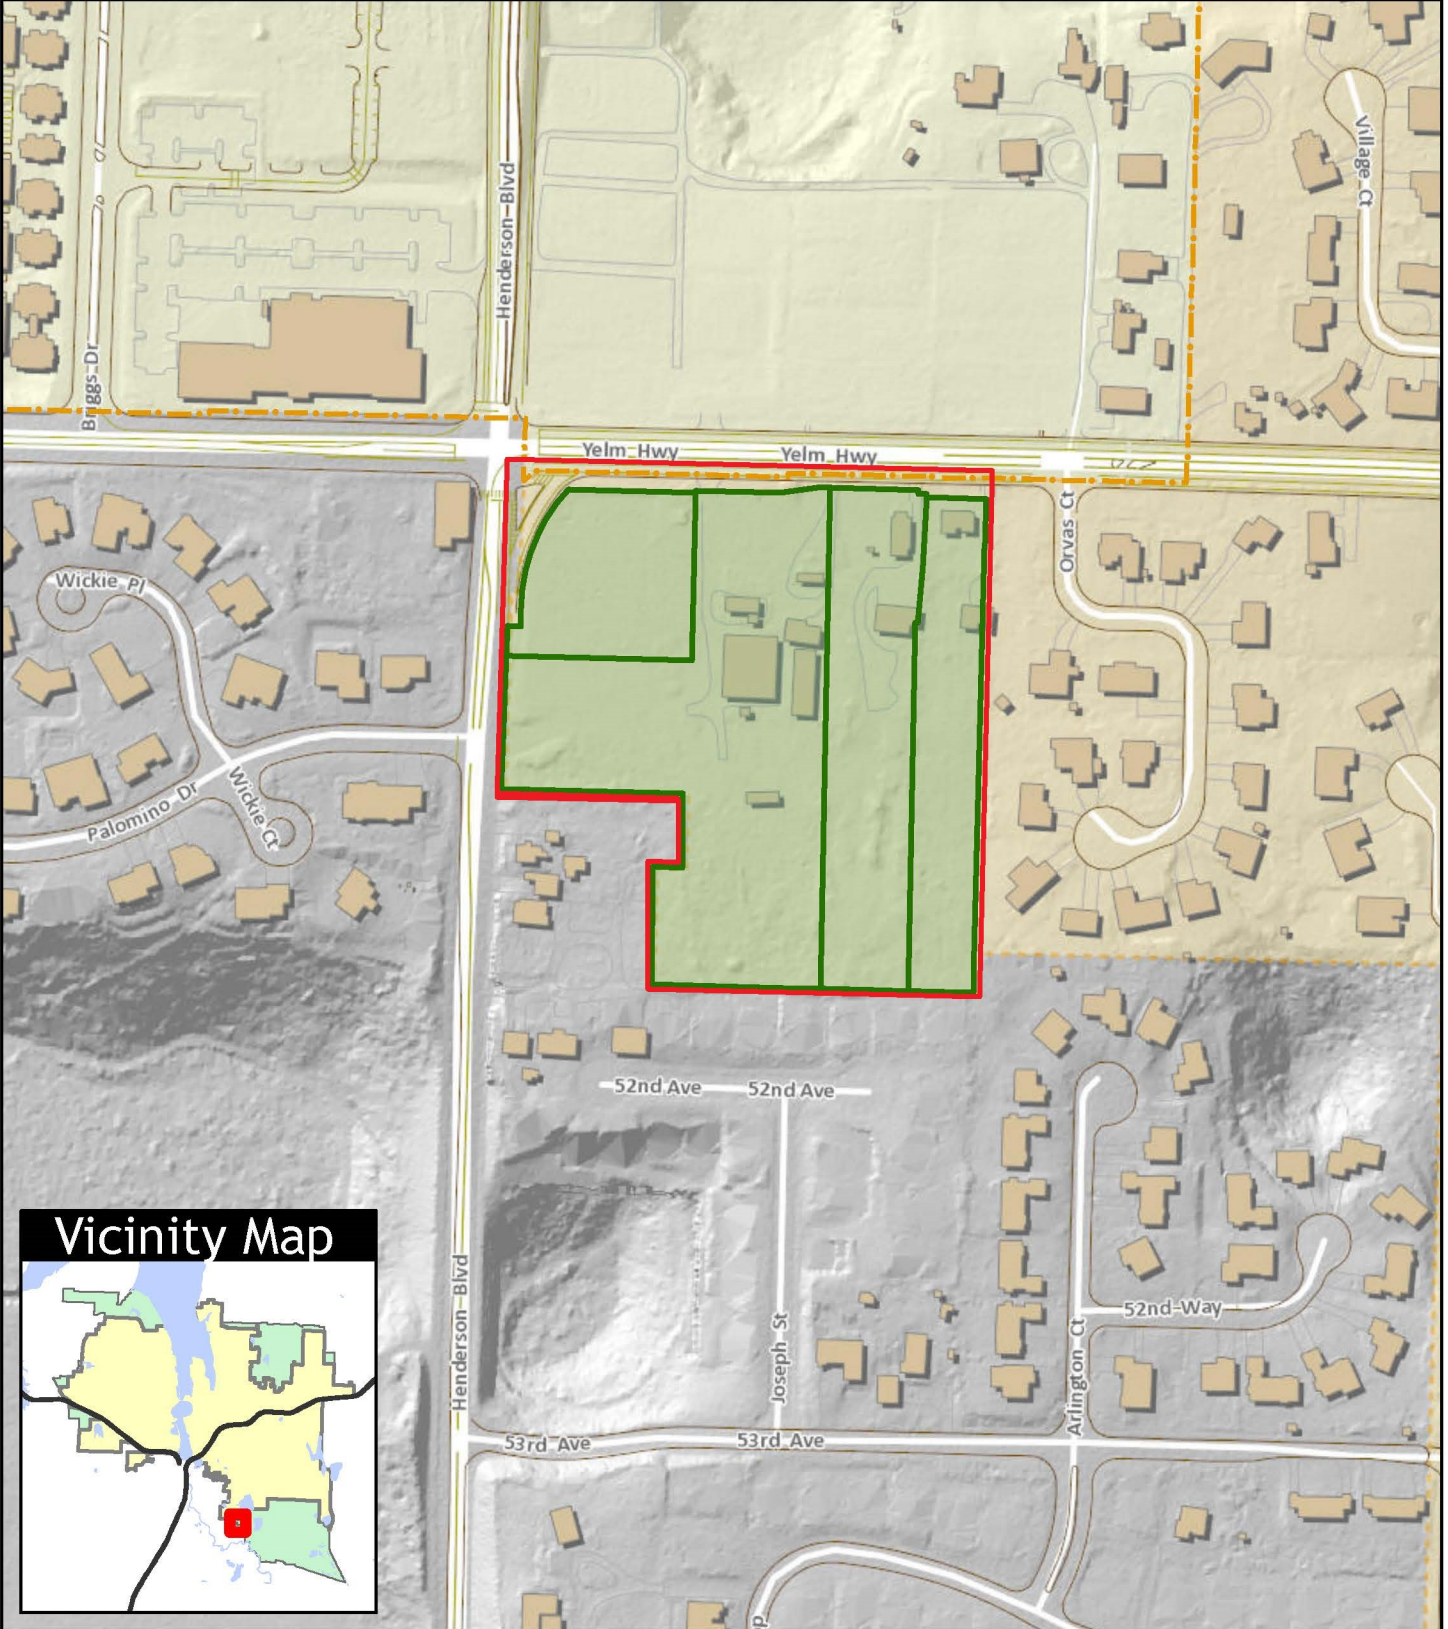 Village Ct
Henderson Blvd
Briggs Dr
Yelm Hwy
Yelm Hwy
Orvas Ct
Wickie Pl
Wickie Ct
Palomino Dr
52nd Ave
52nd Ave
Vicinity Map
Henderson Blvd
Joseph St
52nd Way
Arlington Ct
53rd Ave
53rd Ave